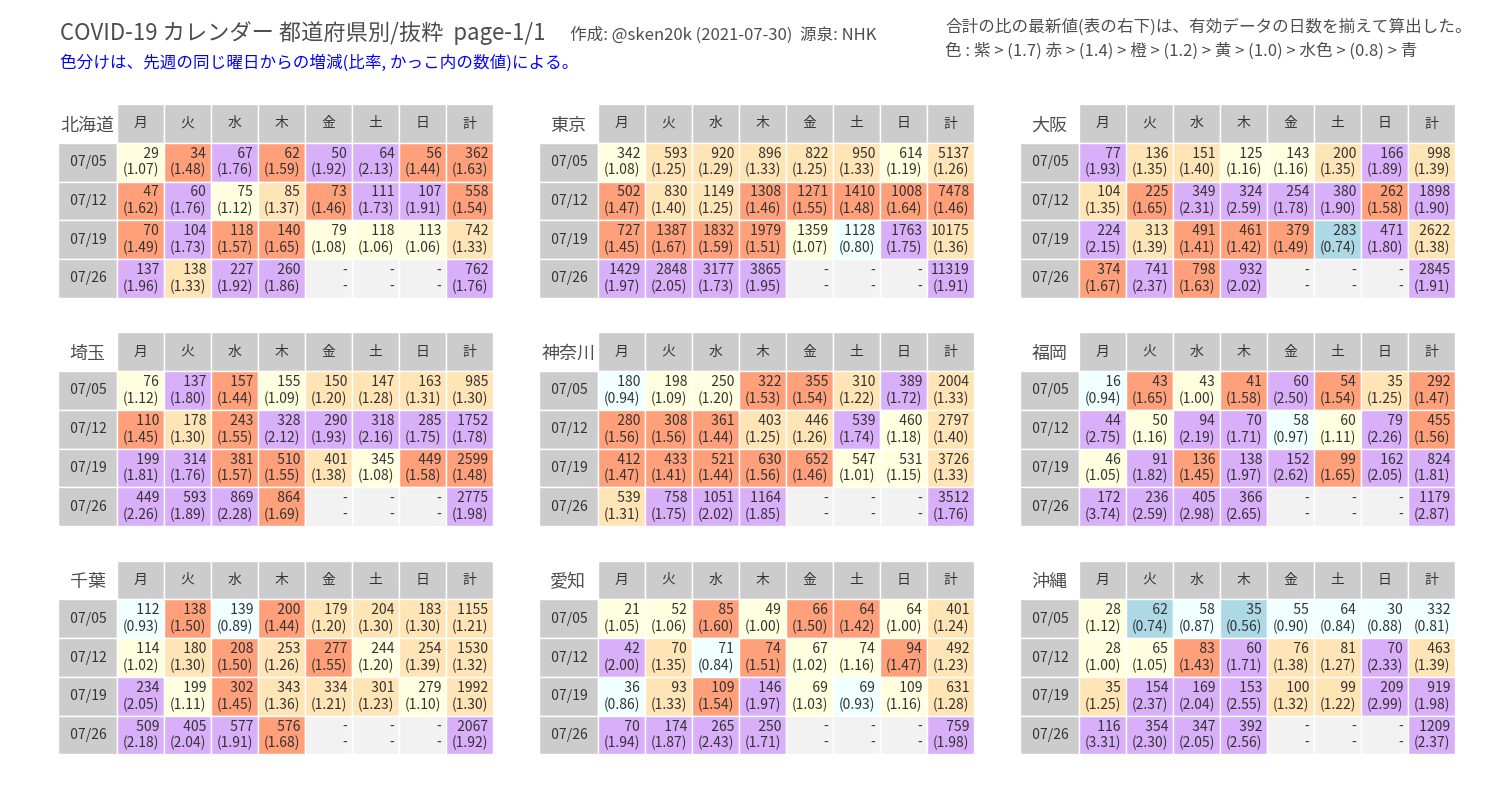 COVID-19 カレンダー 都道府県別/抜粋 page-1/1 作成: @sken20k (2021-07-30) 源泉: NHK
色分けは、先週の同じ曜日からの増減(比率, かっこ内の数値)による。
合計の比の最新値(表の右下)は、有効データの日数を揃えて算出した。
色 : 紫 > (1.7) 赤 > (1.4) > 橙 > (1.2) > 黄 > (1.0) > 水色 > (0.8) > 青
北海道 月 火 水 木 金 土 日 計
07/05 29 34 67 62 50 64 56 362
(1.07) (1.48) (1.76) (1.59) (1.92) (2.13) (1.44) (1.63)
07/12 47 60 75 85 73 111 107 558
(1.62) (1.76) (1.12) (1.37) (1.46) (1.73) (1.91) (1.54)
07/19 70 104 118 140 79 118 113 742
(1.49) (1.73) (1.57) (1.65) (1.08) (1.06) (1.06) (1.33)
07/26 137 138 227 260 - - - 762
(1.96) (1.33) (1.92) (1.86) - - - (1.76)
東京 月 火 水 木 金 土 日 計
07/05 342 593 920 896 822 950 614 5137
(1.08) (1.25) (1.29) (1.33) (1.25) (1.33) (1.19) (1.26)
07/12 502 830 1149 1308 1271 1410 1008 7478
(1.47) (1.40) (1.25) (1.46) (1.55) (1.48) (1.64) (1.46)
07/19 727 1387 1832 1979 1359 1128 1763 10175
(1.45) (1.67) (1.59) (1.51) (1.07) (0.80) (1.75) (1.36)
07/26 1429 2848 3177 3865 - - - 11319
(1.97) (2.05) (1.73) (1.95) - - - (1.91)
大阪 月 火 水 木 金 土 日 計
07/05 77 136 151 125 143 200 166 998
(1.93) (1.35) (1.40) (1.16) (1.16) (1.35) (1.89) (1.39)
07/12 104 225 349 324 254 380 262 1898
(1.35) (1.65) (2.31) (2.59) (1.78) (1.90) (1.58) (1.90)
07/19 224 313 491 461 379 283 471 2622
(2.15) (1.39) (1.41) (1.42) (1.49) (0.74) (1.80) (1.38)
07/26 374 741 798 932 - - - 2845
(1.67) (2.37) (1.63) (2.02) - - - (1.91)
埼玉 月 火 水 木 金 土 日 計
07/05 76 137 157 155 150 147 163 985
(1.12) (1.80) (1.44) (1.09) (1.20) (1.28) (1.31) (1.30)
07/12 110 178 243 328 290 318 285 1752
(1.45) (1.30) (1.55) (2.12) (1.93) (2.16) (1.75) (1.78)
07/19 199 314 381 510 401 345 449 2599
(1.81) (1.76) (1.57) (1.55) (1.38) (1.08) (1.58) (1.48)
07/26 449 593 869 864 - - - 2775
(2.26) (1.89) (2.28) (1.69) - - - (1.98)
神奈川 月 火 水 木 金 土 日 計
07/05 180 198 250 322 355 310 389 2004
(0.94) (1.09) (1.20) (1.53) (1.54) (1.22) (1.72) (1.33)
07/12 280 308 361 403 446 539 460 2797
(1.56) (1.56) (1.44) (1.25) (1.26) (1.74) (1.18) (1.40)
07/19 412 433 521 630 652 547 531 3726
(1.47) (1.41) (1.44) (1.56) (1.46) (1.01) (1.15) (1.33)
07/26 539 758 1051 1164 - - - 3512
(1.31) (1.75) (2.02) (1.85) - - - (1.76)
福岡 月 火 水 木 金 土 日 計
07/05 16 43 43 41 60 54 35 292
(0.94) (1.65) (1.00) (1.58) (2.50) (1.54) (1.25) (1.47)
07/12 44 50 94 70 58 60 79 455
(2.75) (1.16) (2.19) (1.71) (0.97) (1.11) (2.26) (1.56)
07/19 46 91 136 138 152 99 162 824
(1.05) (1.82) (1.45) (1.97) (2.62) (1.65) (2.05) (1.81)
07/26 172 236 405 366 - - - 1179
(3.74) (2.59) (2.98) (2.65) - - - (2.87)
千葉 月 火 水 木 金 土 日 計
07/05 112 138 139 200 179 204 183 1155
(0.93) (1.50) (0.89) (1.44) (1.20) (1.30) (1.30) (1.21)
07/12 114 180 208 253 277 244 254 1530
(1.02) (1.30) (1.50) (1.26) (1.55) (1.20) (1.39) (1.32)
07/19 234 199 302 343 334 301 279 1992
(2.05) (1.11) (1.45) (1.36) (1.21) (1.23) (1.10) (1.30)
07/26 509 405 577 576 - - - 2067
(2.18) (2.04) (1.91) (1.68) - - - (1.92)
愛知 月 火 水 木 金 土 日 計
07/05 21 52 85 49 66 64 64 401
(1.05) (1.06) (1.60) (1.00) (1.50) (1.42) (1.00) (1.24)
07/12 42 70 71 74 67 74 94 492
(2.00) (1.35) (0.84) (1.51) (1.02) (1.16) (1.47) (1.23)
07/19 36 93 109 146 69 69 109 631
(0.86) (1.33) (1.54) (1.97) (1.03) (0.93) (1.16) (1.28)
07/26 70 174 265 250 - - - 759
(1.94) (1.87) (2.43) (1.71) - - - (1.98)
沖縄 月 火 水 木 金 土 日 計
07/05 28 62 58 35 55 64 30 332
(1.12) (0.74) (0.87) (0.56) (0.90) (0.84) (0.88) (0.81)
07/12 28 65 83 60 76 81 70 463
(1.00) (1.05) (1.43) (1.71) (1.38) (1.27) (2.33) (1.39)
07/19 35 154 169 153 100 99 209 919
(1.25) (2.37) (2.04) (2.55) (1.32) (1.22) (2.99) (1.98)
07/26 116 354 347 392 - - - 1209
(3.31) (2.30) (2.05) (2.56) - - - (2.37)